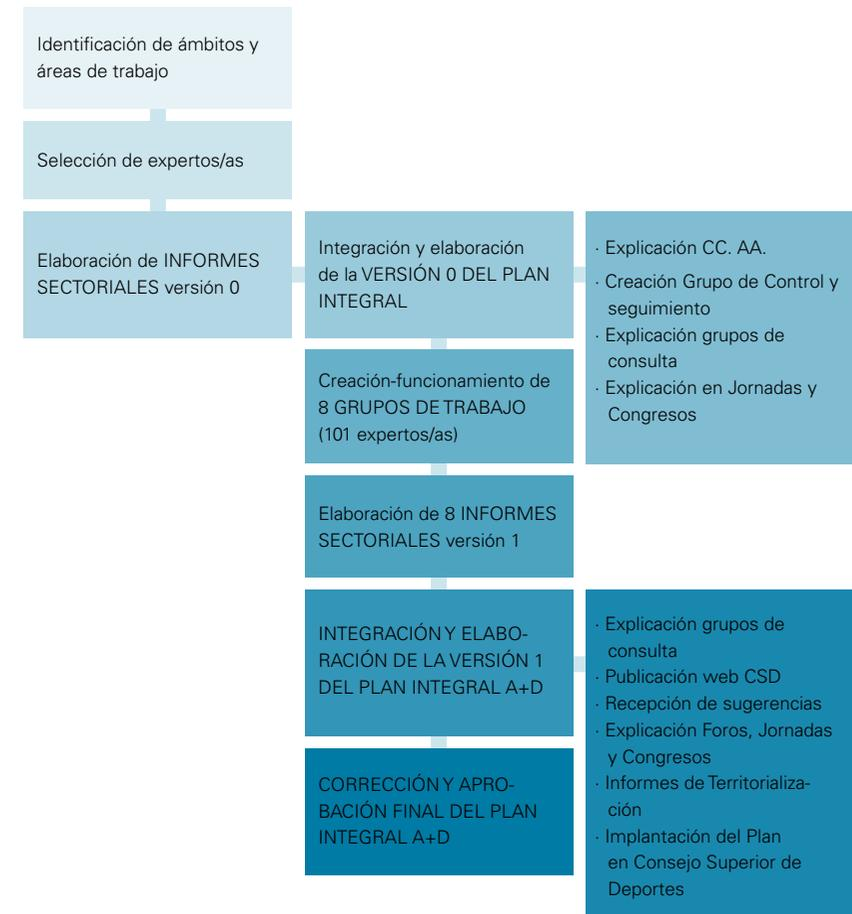 Identificación de ámbitos y
áreas de trabajo
Selección de expertos/as
Elaboración de INFORMES
SECTORIALES versión 0
Integración y elaboración
de la VERSIÓN 0 DEL PLAN
INTEGRAL
· Explicación CC. AA.
· Creación Grupo de Control y
seguimiento
· Explicación grupos de
consulta
· Explicación en Jornadas y
Congresos
Creación-funcionamiento de
8 GRUPOS DE TRABAJO
(101 expertos/as)
Elaboración de 8 INFORMES
SECTORIALES versión 1
INTEGRACIÓN Y ELABO-
RACIÓN DE LA VERSIÓN 1
DEL PLAN INTEGRAL A+D
· Explicación grupos de
consulta
· Publicación web CSD
· Recepción de sugerencias
· Explicación Foros, Jornadas
y Congresos
· Informes de Territorializa-
ción
· Implantación del Plan
en Consejo Superior de
Deportes
CORRECCIÓN Y APRO-
BACIÓN FINAL DEL PLAN
INTEGRAL A+D